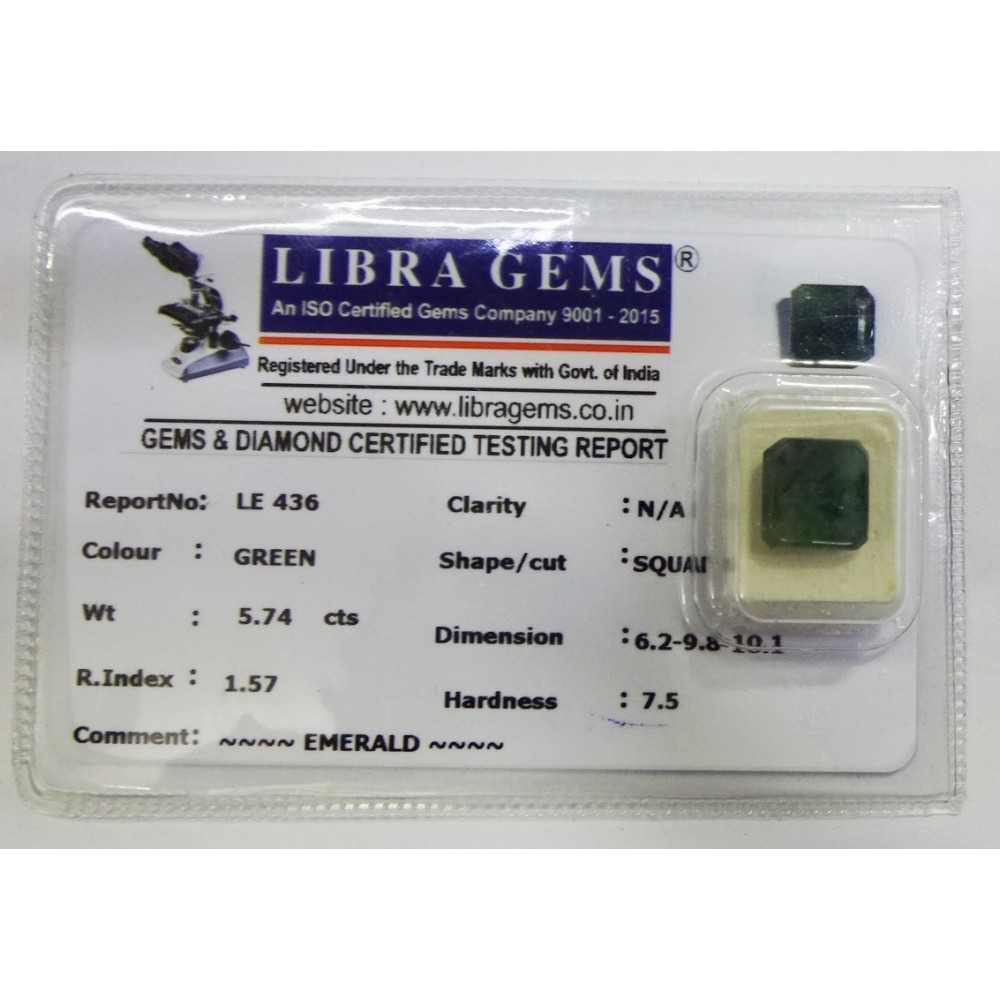 LIBRA GEMS®
An ISO Certified Gems Company 9001 - 2015
Registered Under the Trade Marks with Govt. of India
website : www.libragems.co.in
GEMS & DIAMOND CERTIFIED TESTING REPORT
ReportNo: LE 436
Clarity : N/A
Colour : GREEN
Shape/cut : SQUA
Wt : 5.74 cts
Dimension : 6.2-9.8-10.1
R.Index : 1.57
Hardness : 7.5
Comment: ~~~~ EMERALD ~~~~